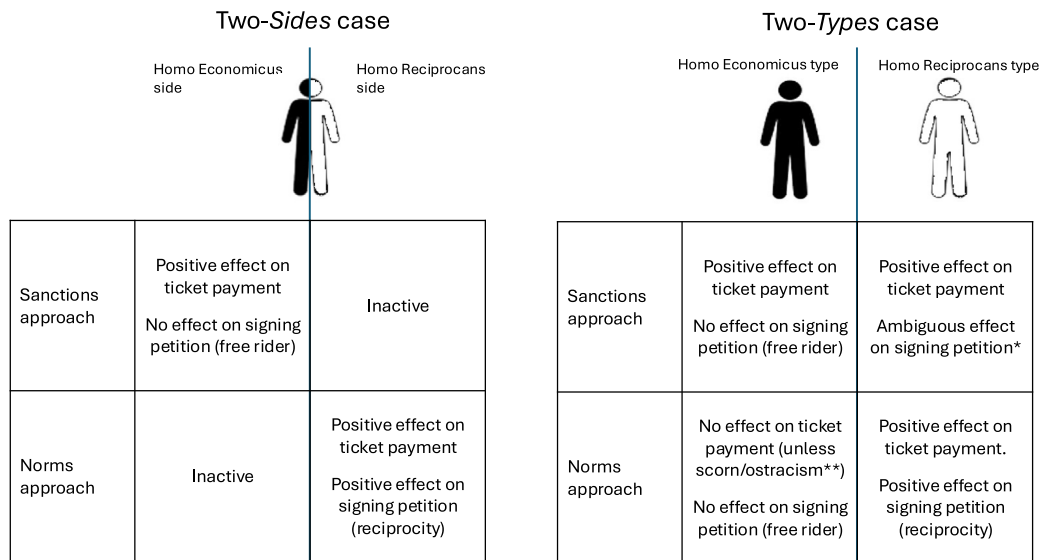 Two-Sides case
Homo Economicus
side
Homo Reciprocans
side
Sanctions
approach
Positive effect on
ticket payment
No effect on signing
petition (free rider)
Inactive
Norms
approach
Inactive
Positive effect on
ticket payment
Positive effect on
signing petition
(reciprocity)
Two-Types case
Homo Economicus type
Homo Reciprocans type
Sanctions
approach
Positive effect on
ticket payment
No effect on signing
petition (free rider)
Positive effect on
ticket payment
Ambiguous effect
on signing petition*
Norms
approach
No effect on ticket
payment (unless
scorn/ostracism**)
No effect on signing
petition (free rider)
Positive effect on
ticket payment.
Positive effect on
signing petition
(reciprocity)